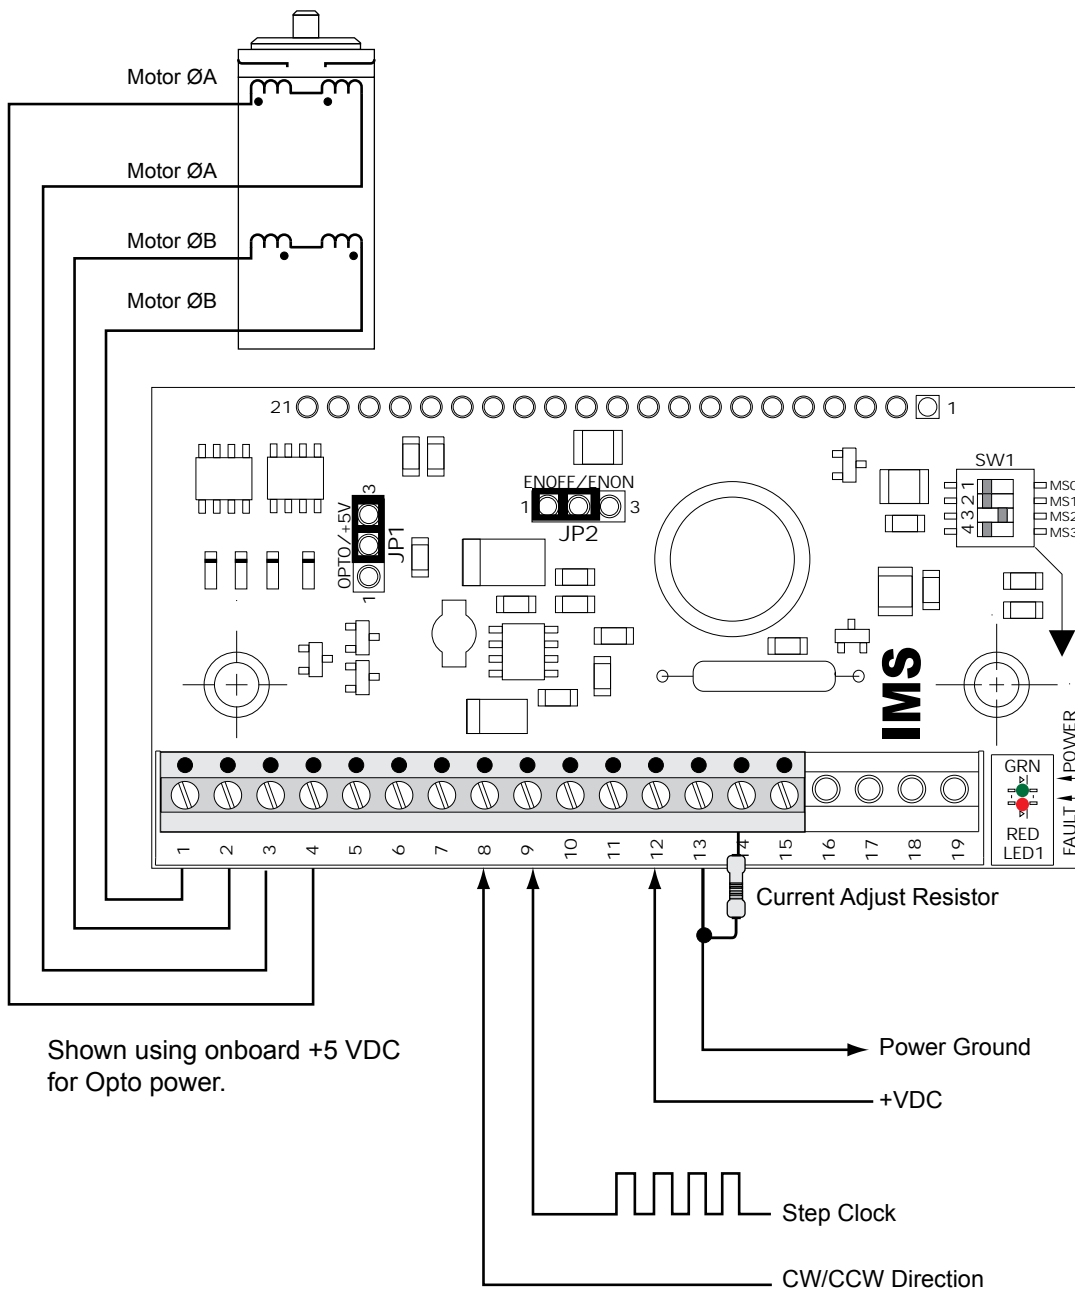 Motor ØA
Motor ØA
Motor ØB
Motor ØB
21
1
ENOFF/ENON
1
3
JP2
OPTO/+5V
3
1
JP1
SW1
4 3 2 1
MS0
MS1
MS2
MS3
IMS
GRN
RED
LED1
POWER
FAULT
1 2 3 4 5 6 7 8 9 10 11 12 13 14 15 16 17 18 19
Current Adjust Resistor
Shown using onboard +5 VDC
for Opto power.
Power Ground
+VDC
Step Clock
CW/CCW Direction